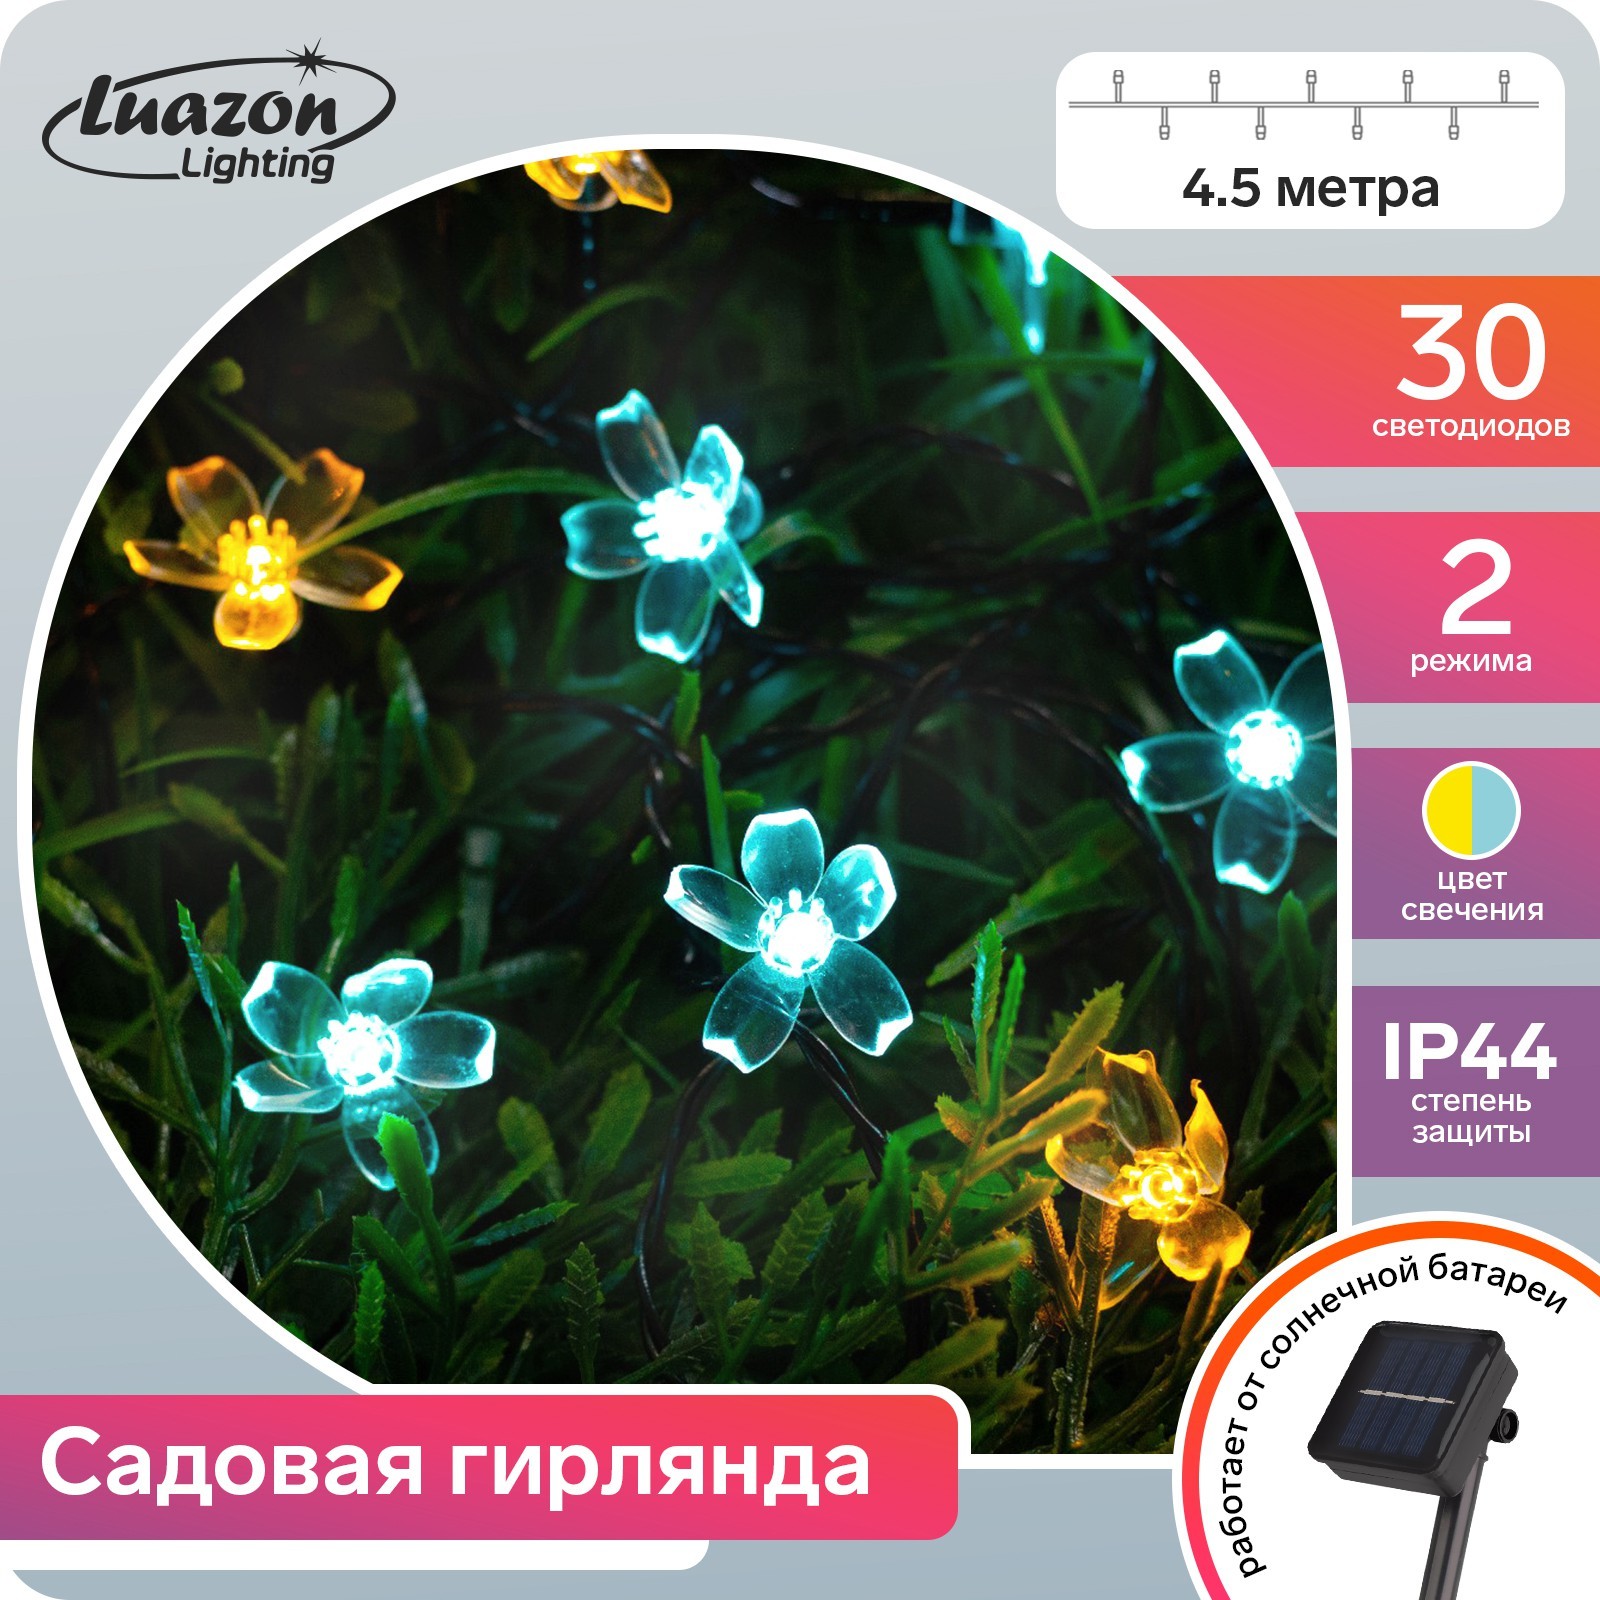 Luazon
Lighting
4.5 метра
30
светодиодов
2
режима
цвет
свечения
IP44
степень
защиты
работает от солнечной батареи
Садовая гирлянда